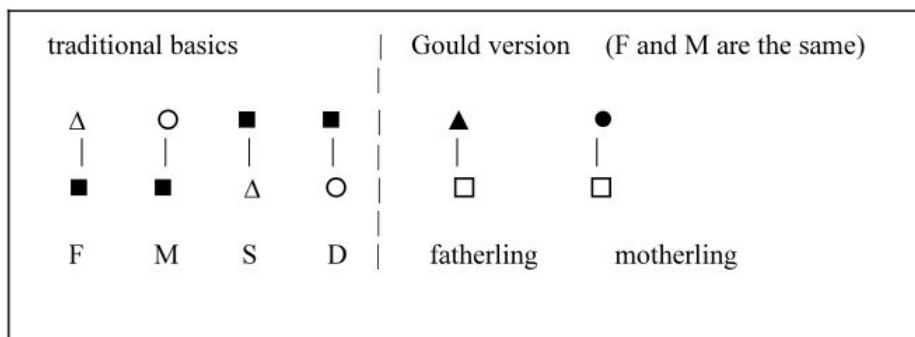 traditional basics | Gould version (F and M are the same)
F M S D | fatherling motherling